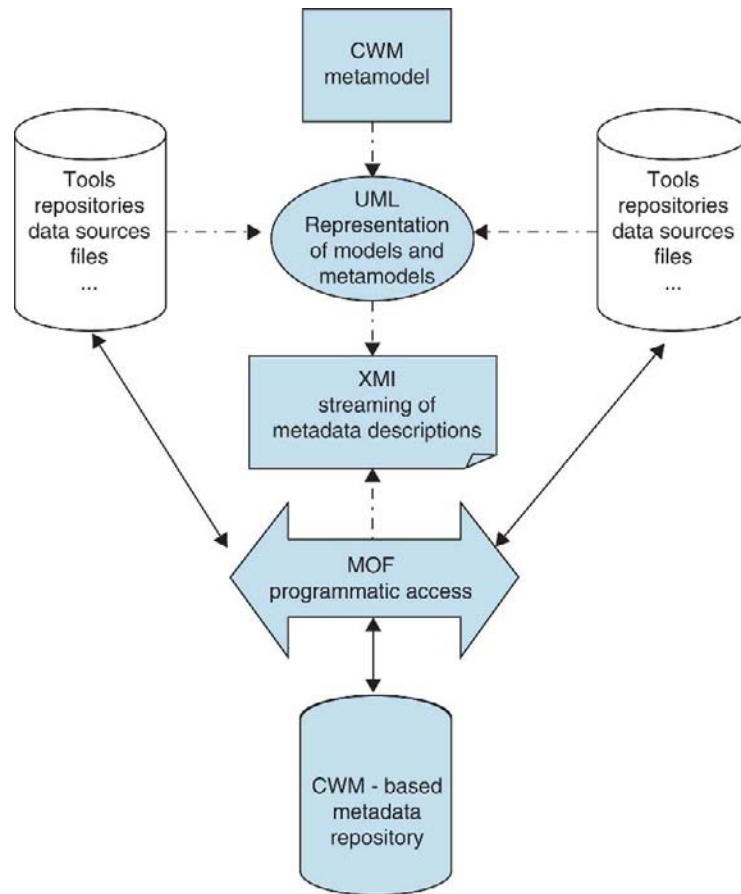 CWM
metamodel
Tools
repositories
data sources
files
...
UML
Representation
of models and
metamodels
Tools
repositories
data sources
files
...
XMI
streaming of
metadata descriptions
MOF
programmatic access
CWM - based
metadata
repository